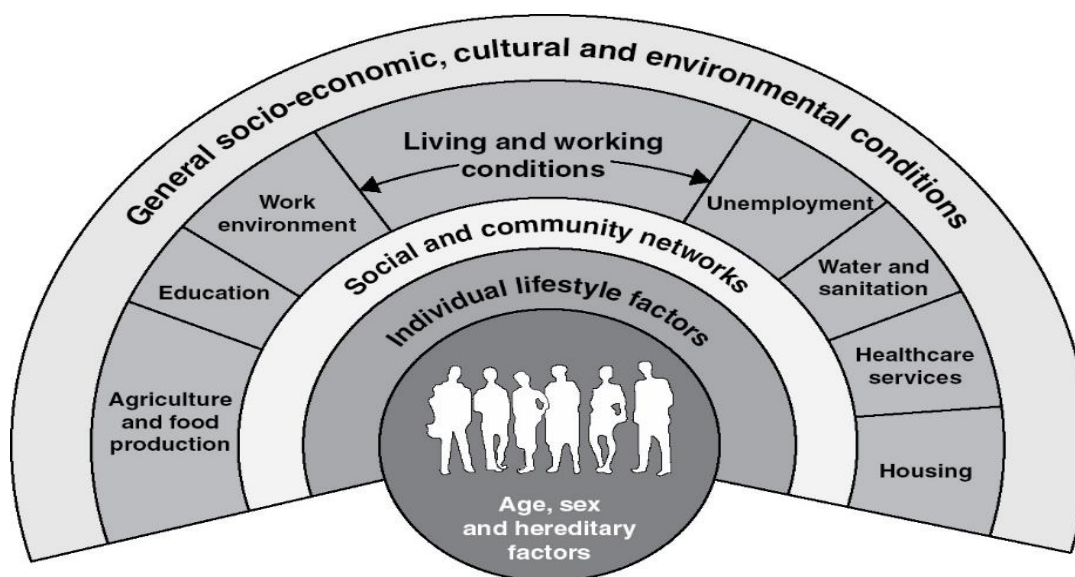 General socio-economic, cultural and environmental conditions
Living and working
conditions
Work
environment
Unemployment
Education
Water and
sanitation
Agriculture
and food
production
Healthcare
services
Housing
Social and community networks
Individual lifestyle factors
Age, sex
and hereditary
factors